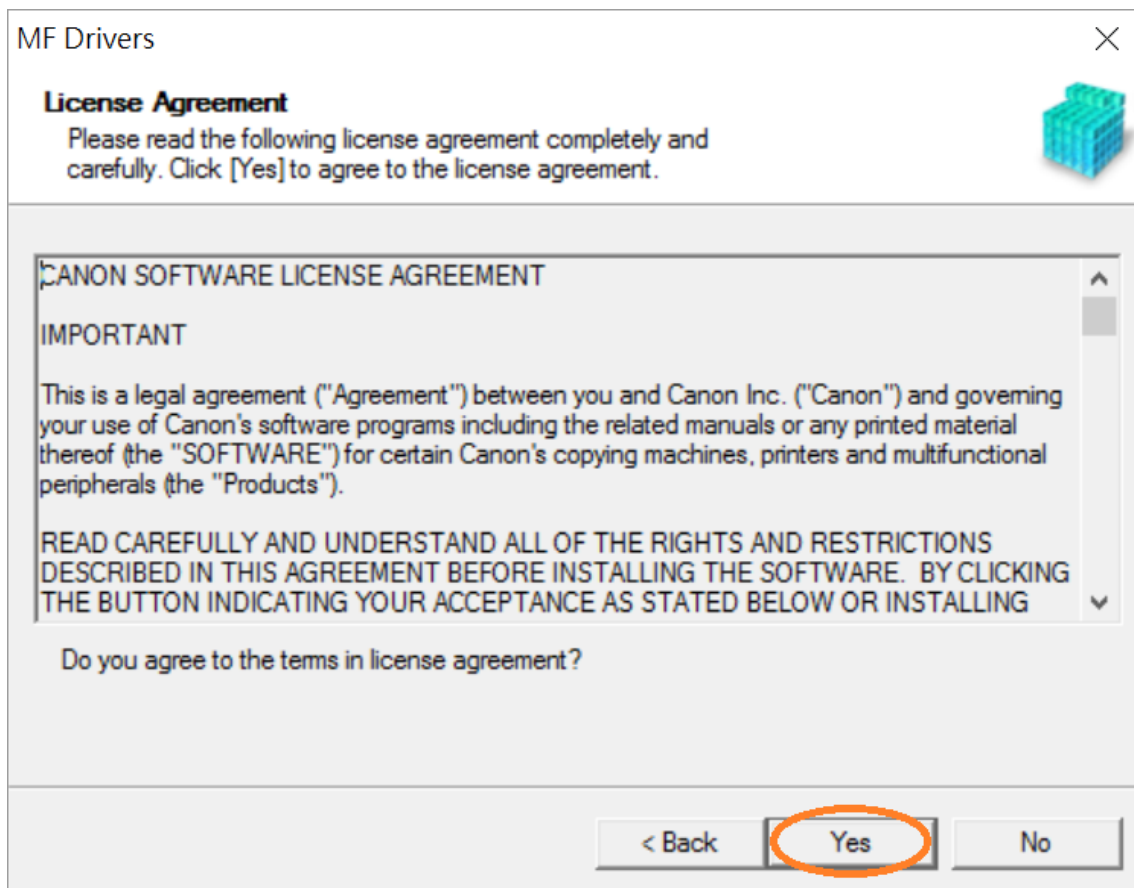 MF Drivers
License Agreement
Please read the following license agreement completely and
carefully. Click [Yes] to agree to the license agreement.
CANON SOFTWARE LICENSE AGREEMENT
IMPORTANT
This is a legal agreement ("Agreement") between you and Canon Inc. ("Canon") and governing
your use of Canon's software programs including the related manuals or any printed material
thereof (the "SOFTWARE") for certain Canon's copying machines, printers and multifunctional
peripherals (the "Products").
READ CAREFULLY AND UNDERSTAND ALL OF THE RIGHTS AND RESTRICTIONS
DESCRIBED IN THIS AGREEMENT BEFORE INSTALLING THE SOFTWARE.  BY CLICKING
THE BUTTON INDICATING YOUR ACCEPTANCE AS STATED BELOW OR INSTALLING
Do you agree to the terms in license agreement?
< Back
Yes
No